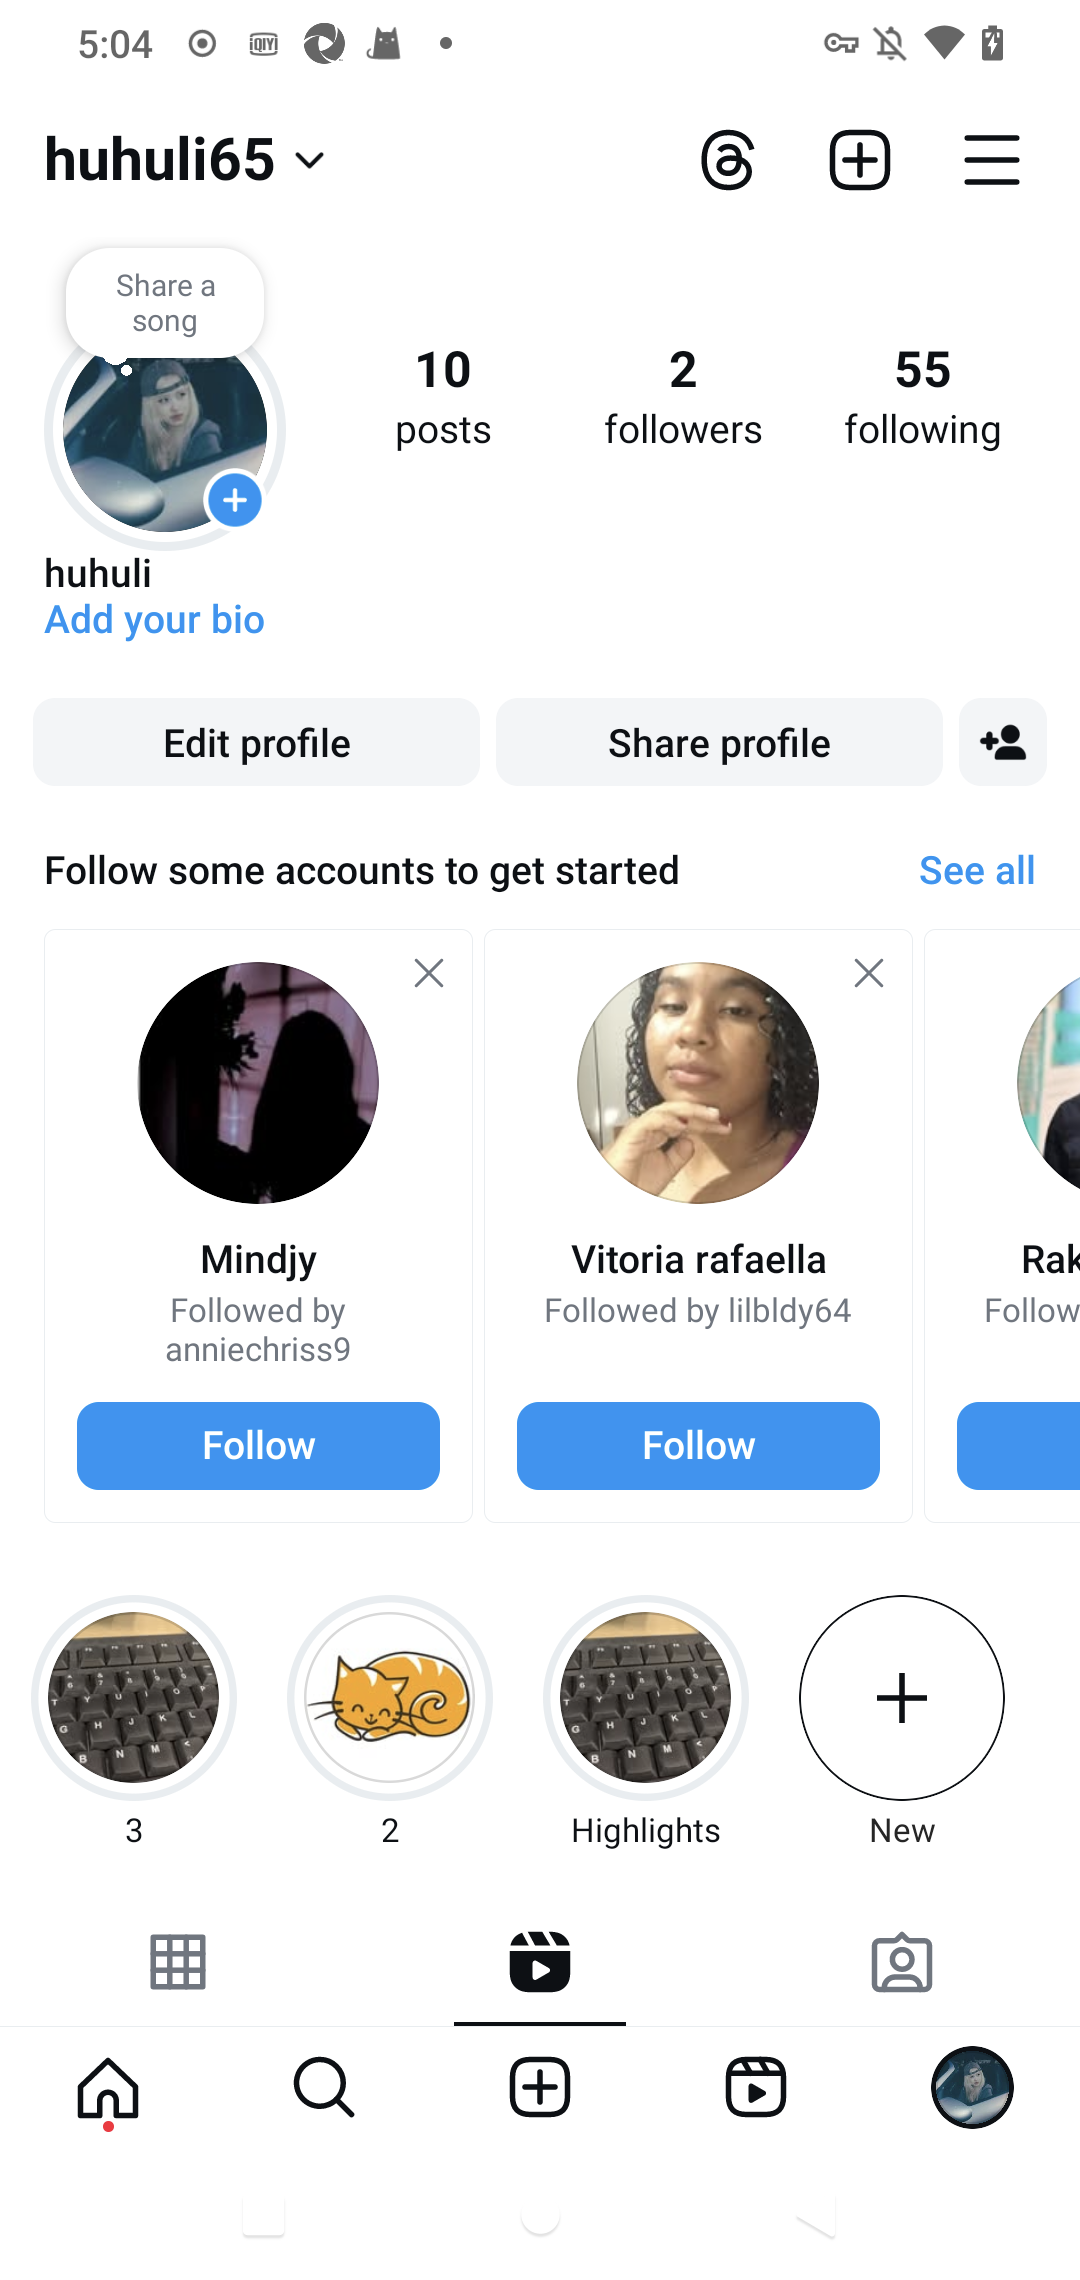 5:04
iQIYI
huhuli65
Share a
song
10
posts
2
followers
55
following
huhuli
Add your bio
Edit profile
Share profile
Follow some accounts to get started
See all
Mindjy
Followed by
anniechriss9
Follow
Vitoria rafaella
Followed by lilbldy64
Follow
Rak
Follow
3
2
Highlights
New